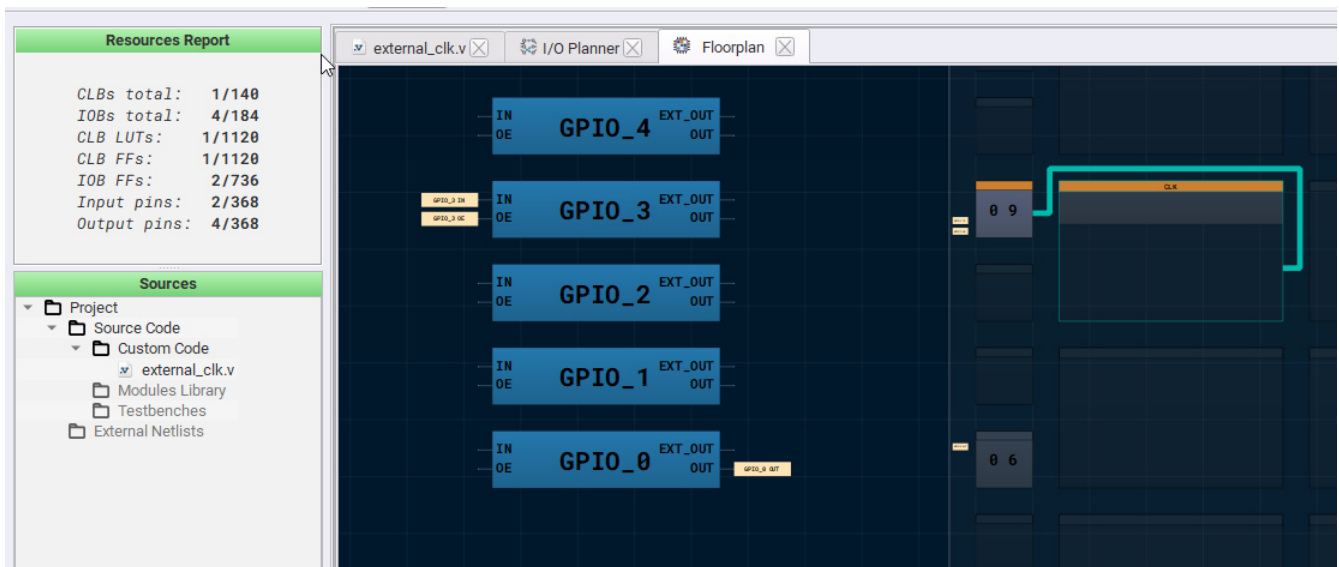 Resources Report
CLBs total: 1/140
IOBs total: 4/184
CLB LUTs: 1/1120
CLB FFs: 1/1120
IOB FFs: 2/736
Input pins: 2/368
Output pins: 4/368
Sources
Project
Source Code
Custom Code
external_clk.v
Modules Library
Testbenches
External Netlists
external_clk.v
I/O Planner
Floorplan
IN
OE
GPIO_4
EXT_OUT
OUT
GPIO_3 IN
GPIO_3 OE
IN
OE
GPIO_3
EXT_OUT
OUT
IN
OE
GPIO_2
EXT_OUT
OUT
IN
OE
GPIO_1
EXT_OUT
OUT
IN
OE
GPIO_0
EXT_OUT
OUT
GPIO_0 OUT
0 9
CLK
0 6